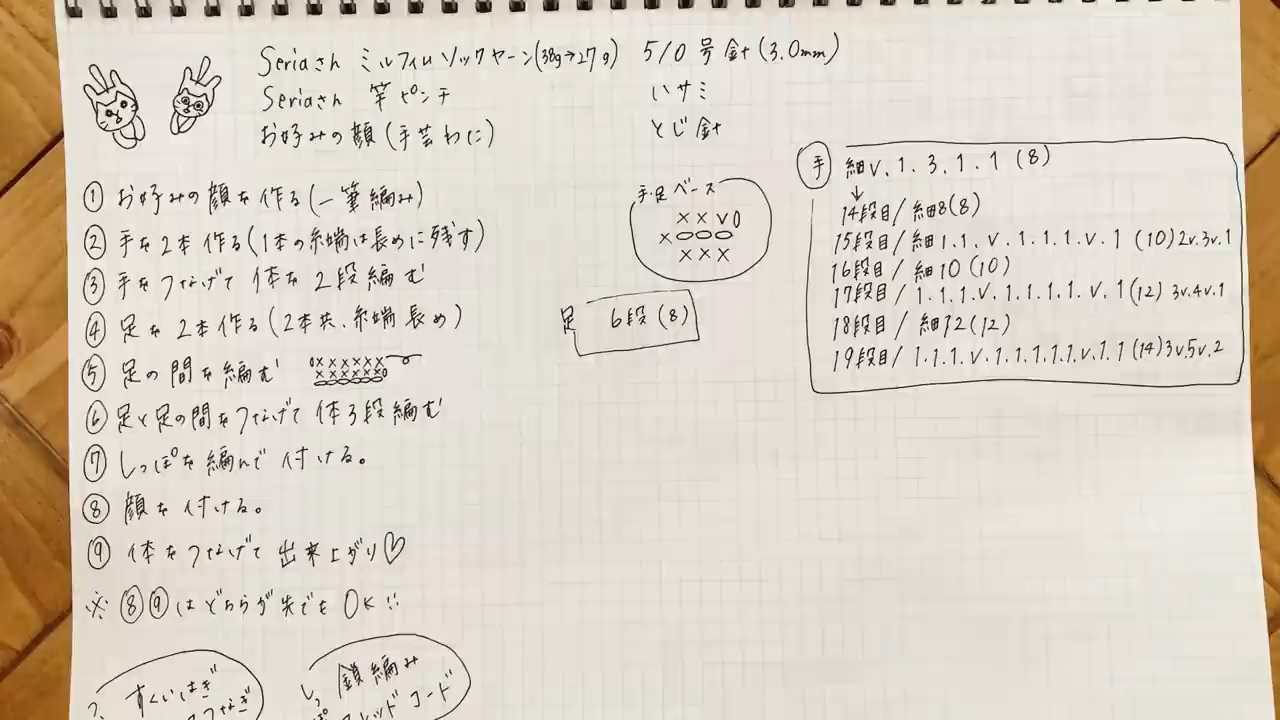 Seriaさん ミルフィムソックヤーン(38g→27g) 5/0号針(3.0mm)
Seriaさん 竿ピンチ ハサミ
お好みの顔(手芸わに) とじ針
① お好みの顔を作る(一筆編み)
② 手を2本作る(1本の糸端は長めに残す)
③ 手をつなげて体を2段編む
④ 足を2本作る(2本共、糸端長め)
⑤ 足の間を編む
⑥ 足と足の間をつなげて体3段編む
⑦ しっぽを編んで付ける。
⑧ 顔を付ける。
⑨ 体をつなげて出来上がり♡
※⑧⑨はどちらが先でもOK!!
手足ベース
××V0
×000
×××
足 6段(8)
手 細V.1.3.1.1(8)
↓
14段目/細8(8)
15段目/細1.1.V.1.1.1.V.1(10)2v.3v.1
16段目/細10(10)
17段目/1.1.1.V.1.1.1.1.V.1(12) 3v.4v.1
18段目/細12(12)
19段目/1.1.1.V.1.1.1.1.1.V.1.1(14)3v.5v.2
すくいはぎ
つなぎ
鎖編み
しっぽ
コード